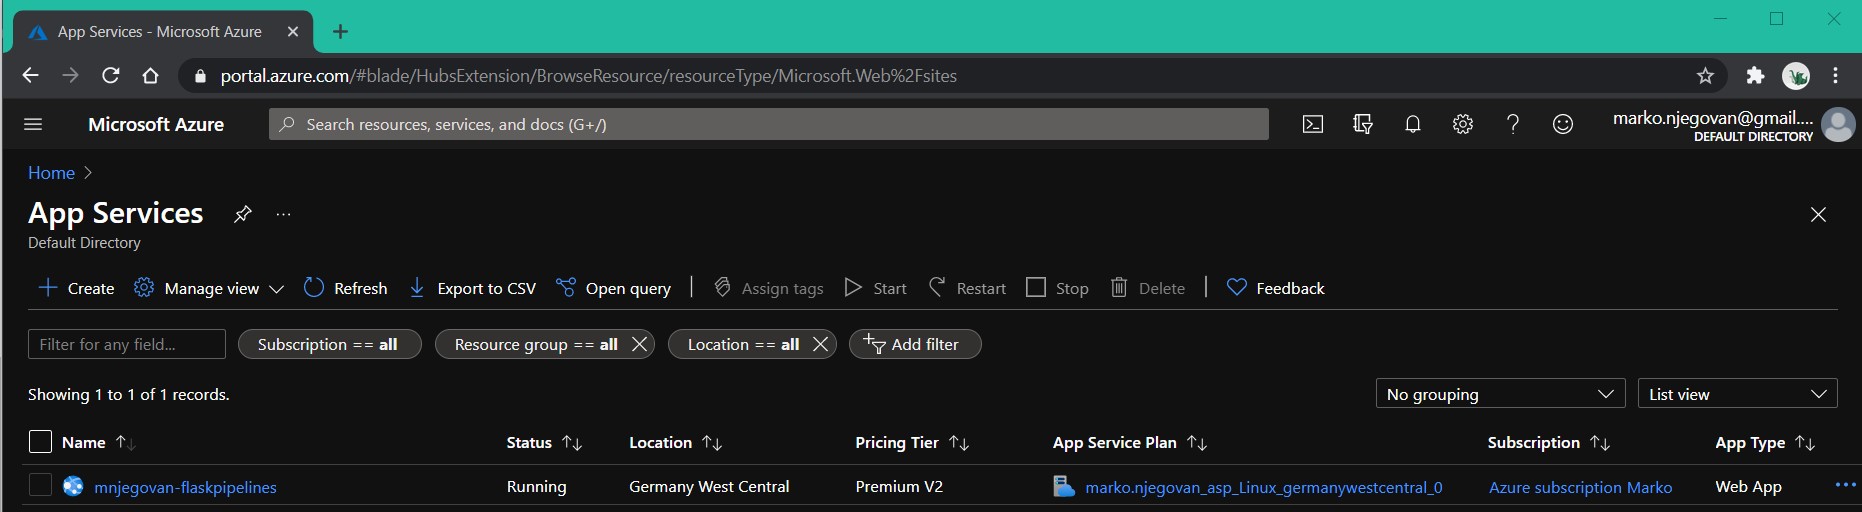 App Services - Microsoft Azure
portal.azure.com/#blade/HubsExtension/BrowseResource/resourceType/Microsoft.Web%2Fsites
Microsoft Azure Search resources, services, and docs (G+/) marko.njegovan@gmail....
DEFAULT DIRECTORY
Home >
App Services ...
Default Directory
Create Manage view Refresh Export to CSV Open query Assign tags Start Restart Stop Delete Feedback
Filter for any field... Subscription == all Resource group == all Location == all Add filter
Showing 1 to 1 of 1 records. No grouping List view
Name Status Location Pricing Tier App Service Plan Subscription App Type
mnjegovan-flaskpipelines Running Germany West Central Premium V2 marko.njegovan_asp_Linux_germanywestcentral_0 Azure subscription Marko Web App ...